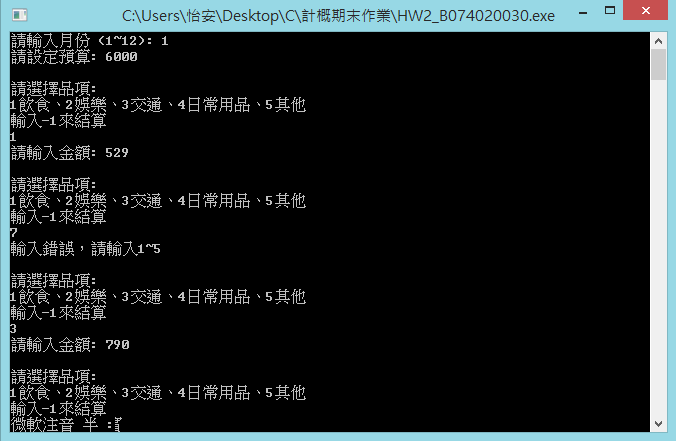 C:\Users\怡安\Desktop\C\計概期末作業\HW2_B074020030.exe
請輸入月份 (1~12): 1
請設定預算: 6000
請選擇品項:
1飲食、2娛樂、3交通、4日常用品、5其他
輸入-1來結算
1
請輸入金額: 529
請選擇品項:
1飲食、2娛樂、3交通、4日常用品、5其他
輸入-1來結算
7
輸入錯誤，請輸入1~5
請選擇品項:
1飲食、2娛樂、3交通、4日常用品、5其他
輸入-1來結算
3
請輸入金額: 790
請選擇品項:
1飲食、2娛樂、3交通、4日常用品、5其他
輸入-1來結算
微軟注音 半 :